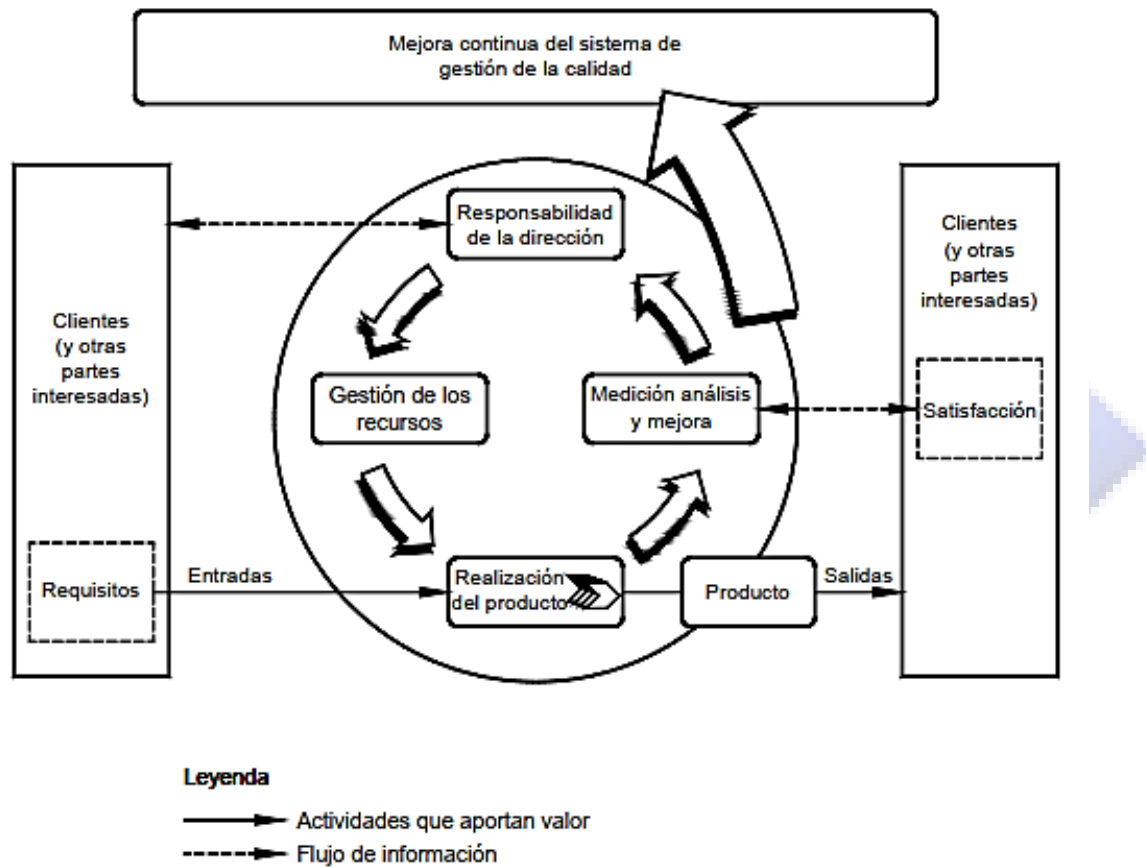 Mejora continua del sistema de
gestión de la calidad
Responsabilidad
de la dirección
Clientes
(y otras
partes
interesadas)
Clientes
(y otras
partes
interesadas)
Gestión de los
recursos
Medición análisis
y mejora
Satisfacción
Requisitos
Entradas
Realización
del producto
Producto
Salidas
Leyenda
Actividades que aportan valor
Flujo de información